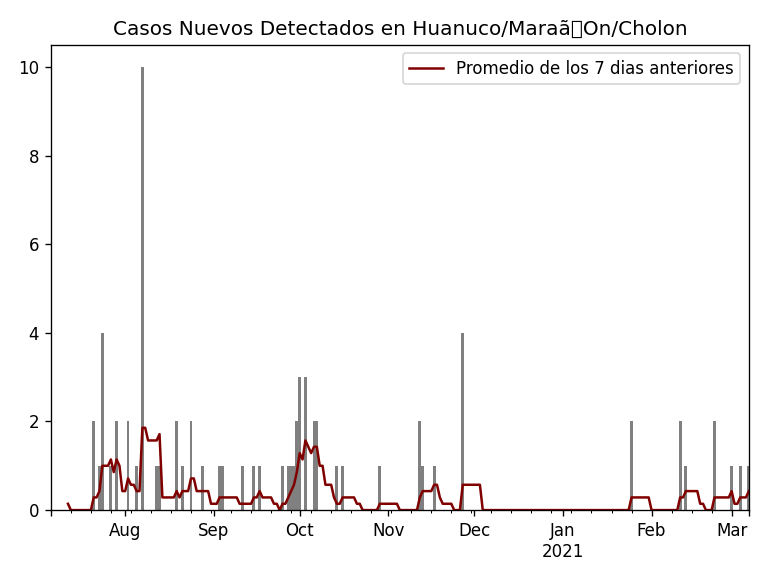 Casos Nuevos Detectados en Huanuco/Maraã▯On/Cholon
Promedio de los 7 dias anteriores
10
8
6
4
2
0
Aug Sep Oct Nov Dec Jan Feb Mar
2021